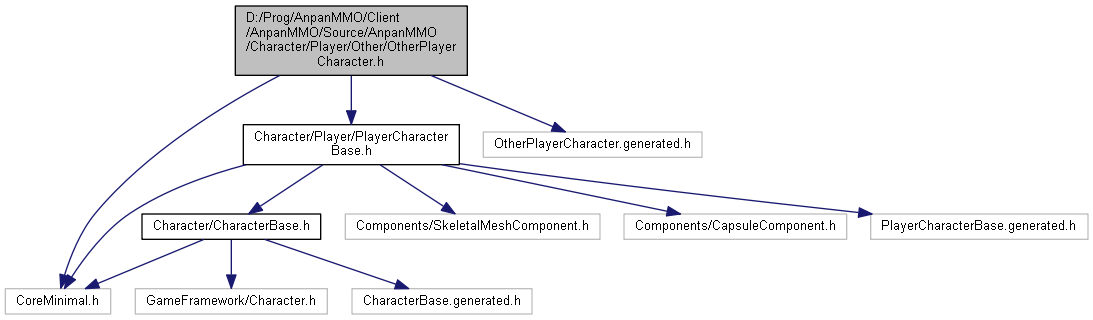 D:/Prog/AnpanMMO/Client
/AnpanMMO/Source/AnpanMMO
/Character/Player/Other/OtherPlayer
Character.h
Character/Player/PlayerCharacter
Base.h
OtherPlayerCharacter.generated.h
Character/CharacterBase.h
Components/SkeletalMeshComponent.h
Components/CapsuleComponent.h
PlayerCharacterBase.generated.h
CoreMinimal.h
GameFramework/Character.h
CharacterBase.generated.h